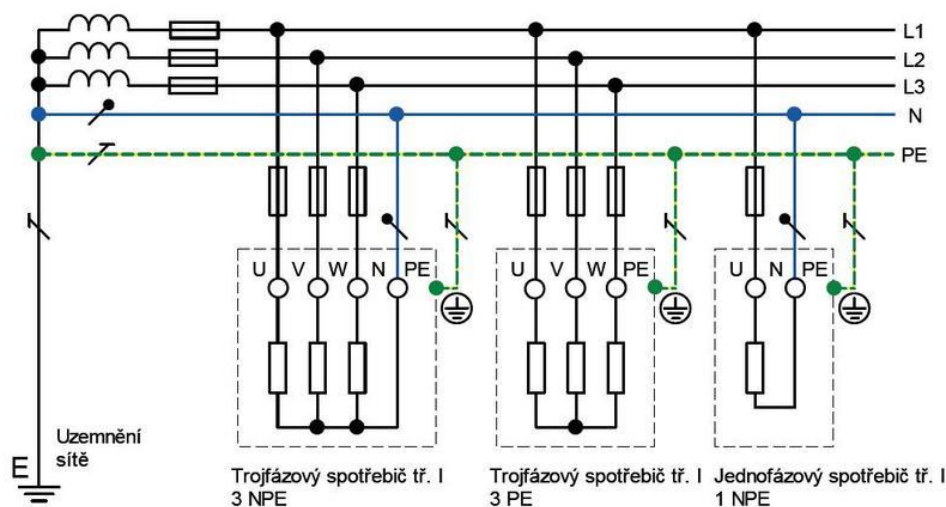 L1
L2
L3
N
PE
U V W N PE
U V W PE
U N PE
E
Uzemnění
sítě
Trojfázový spotřebič tř. I
3 NPE
Trojfázový spotřebič tř. I
3 PE
Jednofázový spotřebič tř. I
1 NPE